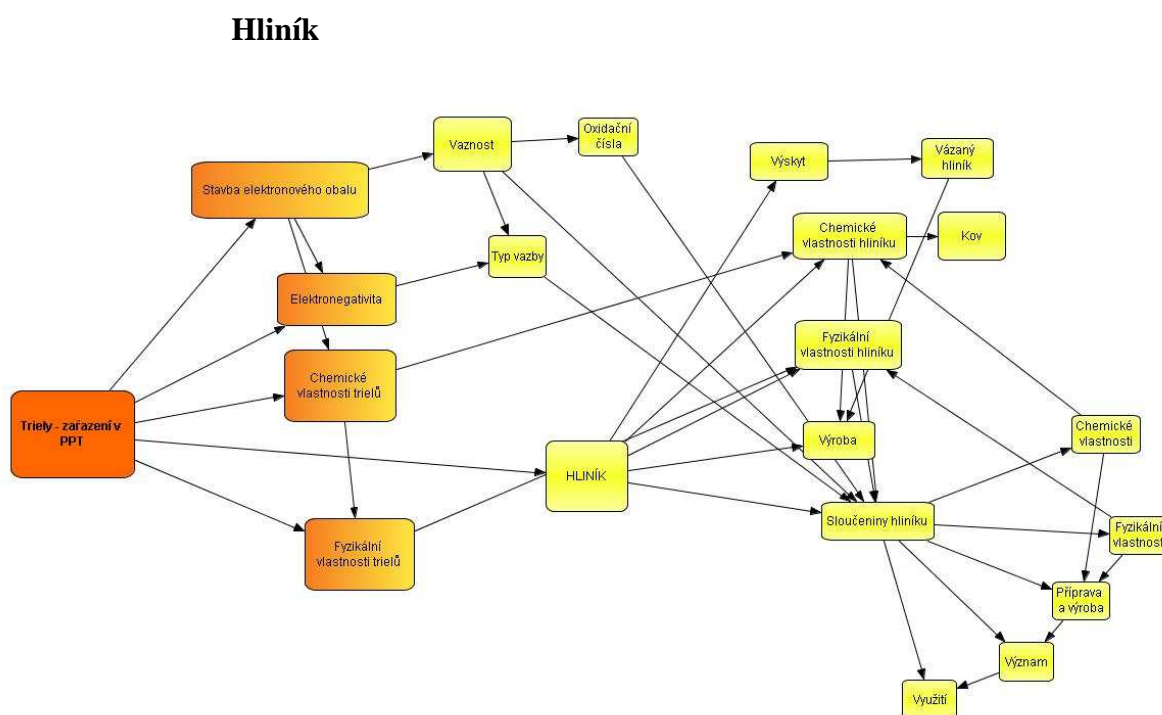 Hliník
Vaznost
Oxidační
čísla
Výskyt
Vázaný
hliník
Stavba elektronového obalu
Chemické
vlastnosti hliníku
Kov
Typ vazby
Elektronegativita
Fyzikální
vlastnosti hliníku
Chemické
vlastnosti trielů
Triely - zařazení v
PPT
Výroba
Chemické
vlastnosti
HLINÍK
Sloučeniny hliníku
Fyzikální
vlastnost
Fyzikální
vlastnosti trielů
Příprava
a výroba
Význam
Využití